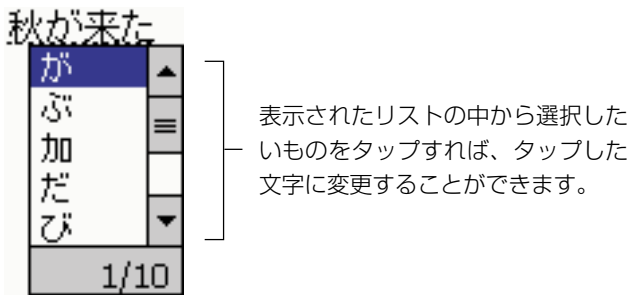 秋が来た
が
ぶ
加
だ
び
1/10
表示されたリストの中から選択した
いものをタップすれば、タップした
文字に変更することができます。